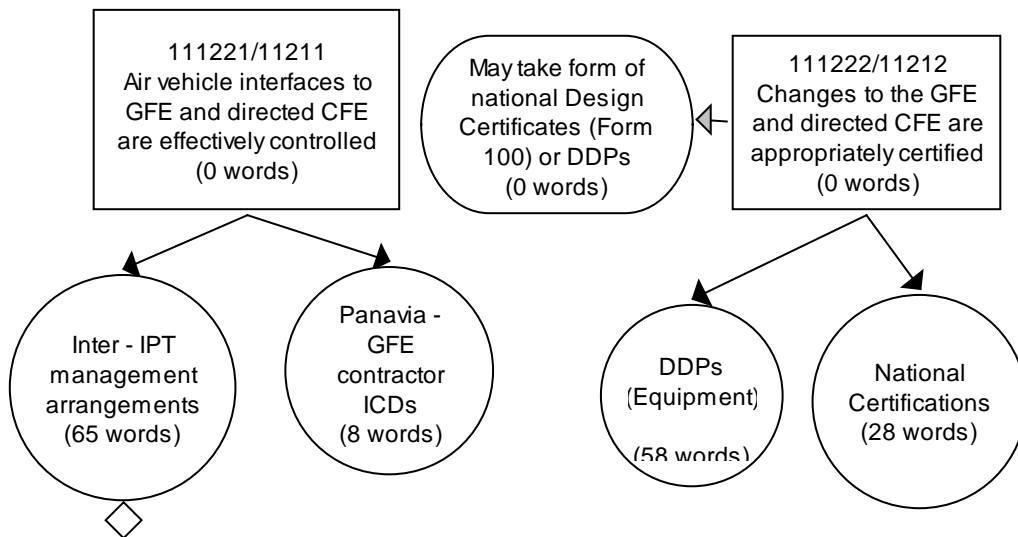 111221/11211
Air vehicle interfaces to
GFE and directed CFE
are effectively controlled
(0 words)
May take form of
national Design
Certificates (Form
100) or DDPs
(0 words)
111222/11212
Changes to the GFE
and directed CFE are
appropriately certified
(0 words)
Inter - IPT
management
arrangements
(65 words)
Panavia -
GFE
contractor
ICDs
(8 words)
DDPs
(Equipment)
(58 words)
National
Certifications
(28 words)